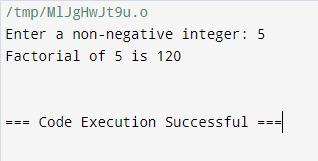 /tmp/MlJgHwJt9u.o
Enter a non-negative integer: 5
Factorial of 5 is 120
=== Code Execution Successful ===